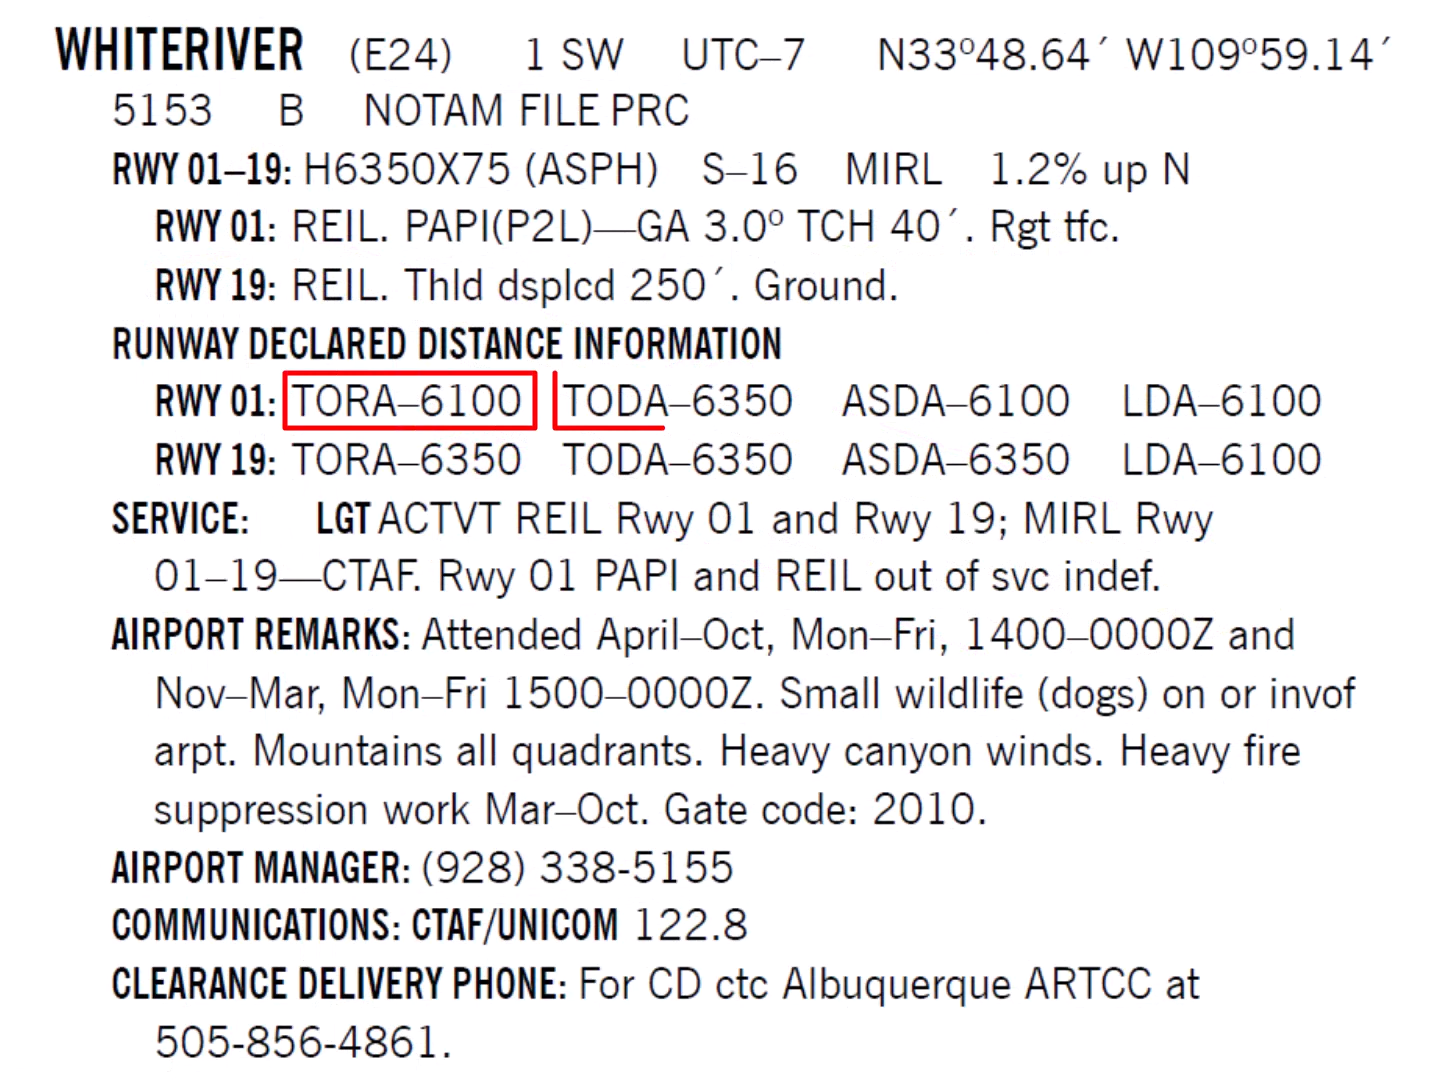 WHITERIVER (E24) 1 SW UTC–7 N33º48.64´ W109º59.14´
5153 B NOTAM FILE PRC
RWY 01–19: H6350X75 (ASPH) S–16 MIRL 1.2% up N
RWY 01: REIL. PAPI(P2L)—GA 3.0º TCH 40´. Rgt tfc.
RWY 19: REIL. Thld dsplcd 250´. Ground.
RUNWAY DECLARED DISTANCE INFORMATION
RWY 01: TORA–6100 TODA–6350 ASDA–6100 LDA–6100
RWY 19: TORA–6350 TODA–6350 ASDA–6350 LDA–6100
SERVICE: LGT ACTVT REIL Rwy 01 and Rwy 19; MIRL Rwy
01–19—CTAF. Rwy 01 PAPI and REIL out of svc indef.
AIRPORT REMARKS: Attended April–Oct, Mon–Fri, 1400–0000Z and
Nov–Mar, Mon–Fri 1500–0000Z. Small wildlife (dogs) on or invof
arpt. Mountains all quadrants. Heavy canyon winds. Heavy fire
suppression work Mar–Oct. Gate code: 2010.
AIRPORT MANAGER: (928) 338-5155
COMMUNICATIONS: CTAF/UNICOM 122.8
CLEARANCE DELIVERY PHONE: For CD ctc Albuquerque ARTCC at
505-856-4861.